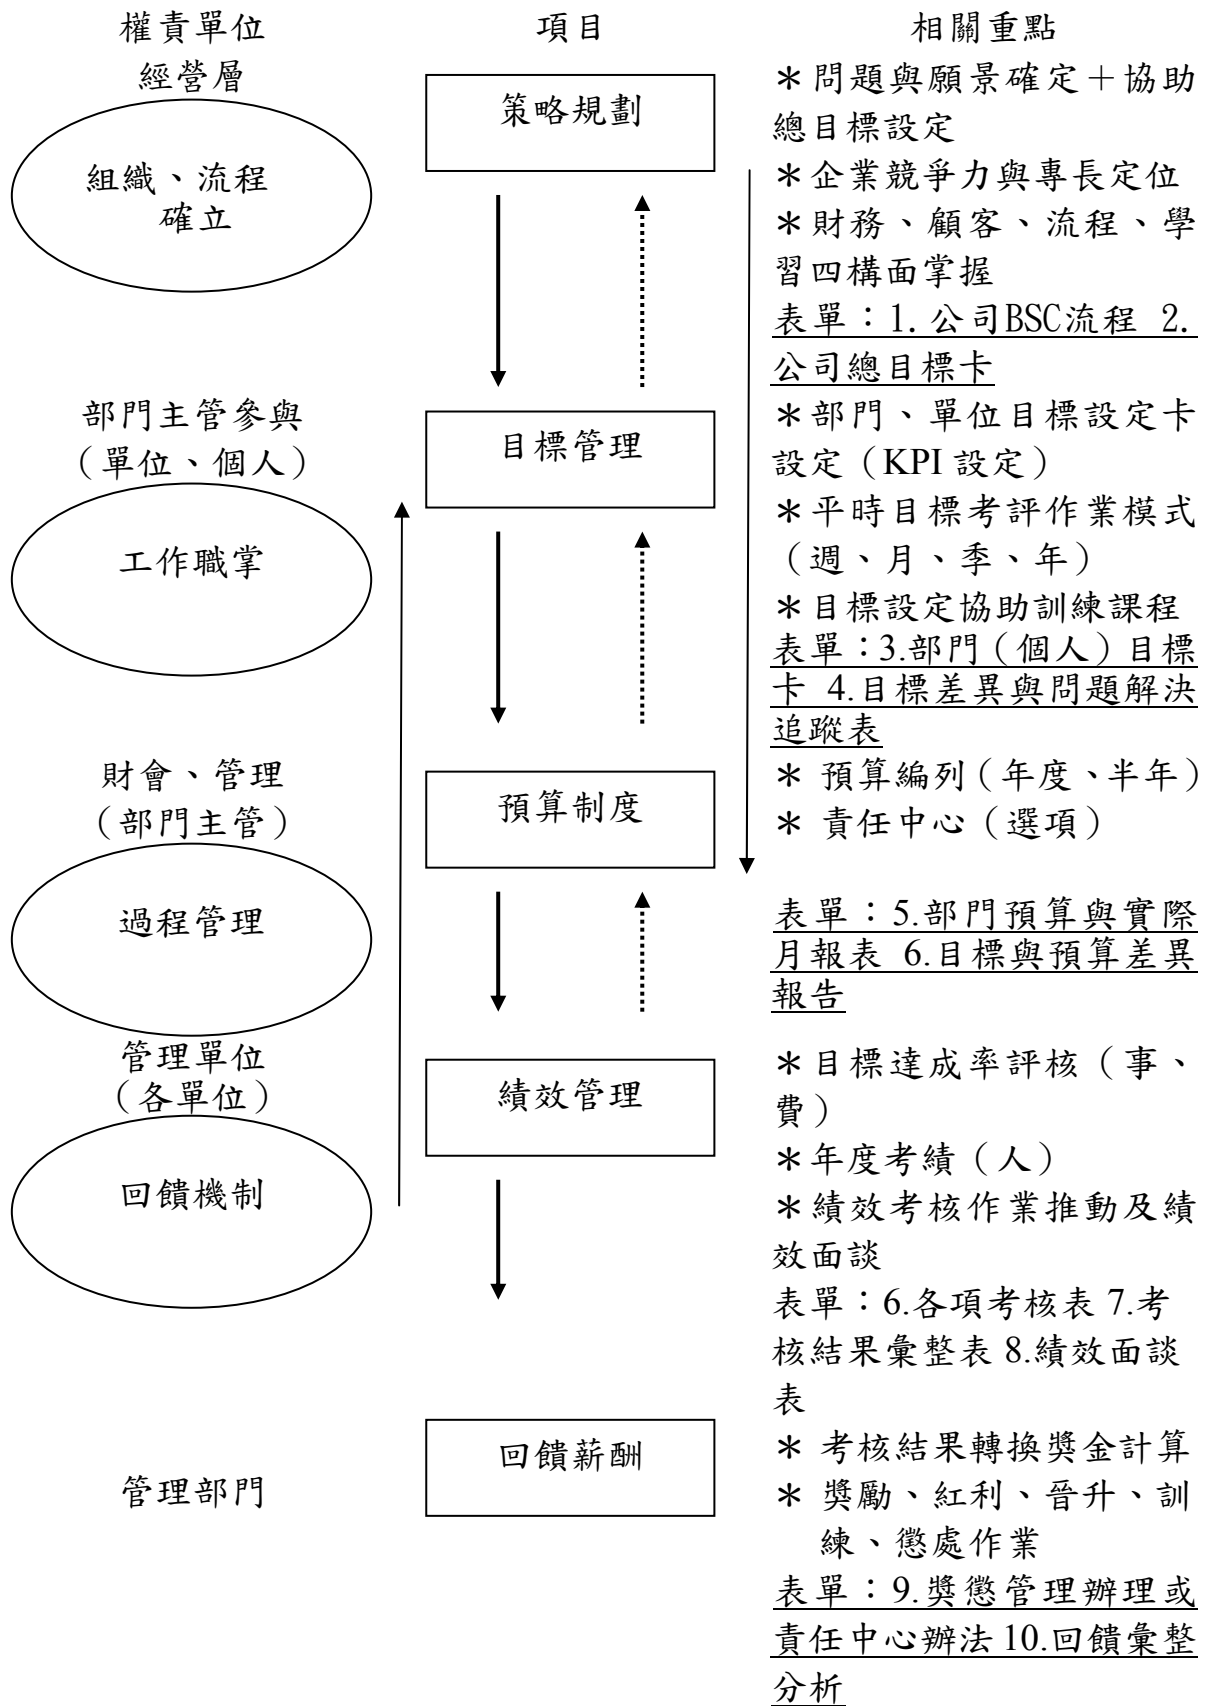 權責單位
項目
相關重點
經營層
組織、流程
確立
策略規劃
＊問題與願景確定＋協助
總目標設定
＊企業競爭力與專長定位
＊財務、顧客、流程、學
習四構面掌握
表單：1. 公司BSC流程 2.
公司總目標卡
部門主管參與
（單位、個人）
工作職掌
目標管理
＊部門、單位目標設定卡
設定（KPI 設定）
＊平時目標考評作業模式
（週、月、季、年）
＊目標設定協助訓練課程
表單：3.部門（個人）目標
卡 4.目標差異與問題解決
追蹤表
財會、管理
（部門主管）
過程管理
預算制度
＊ 預算編列（年度、半年）
＊ 責任中心（選項）
表單：5.部門預算與實際
月報表 6.目標與預算差異
報告
管理單位
（各單位）
回饋機制
績效管理
＊目標達成率評核（事、
費）
＊年度考績（人）
＊績效考核作業推動及績
效面談
表單：6.各項考核表 7.考
核結果彙整表 8.績效面談
表
管理部門
回饋薪酬
＊ 考核結果轉換獎金計算
＊ 獎勵、紅利、晉升、訓
練、懲處作業
表單：9.獎懲管理辦理或
責任中心辦法 10.回饋彙整
分析